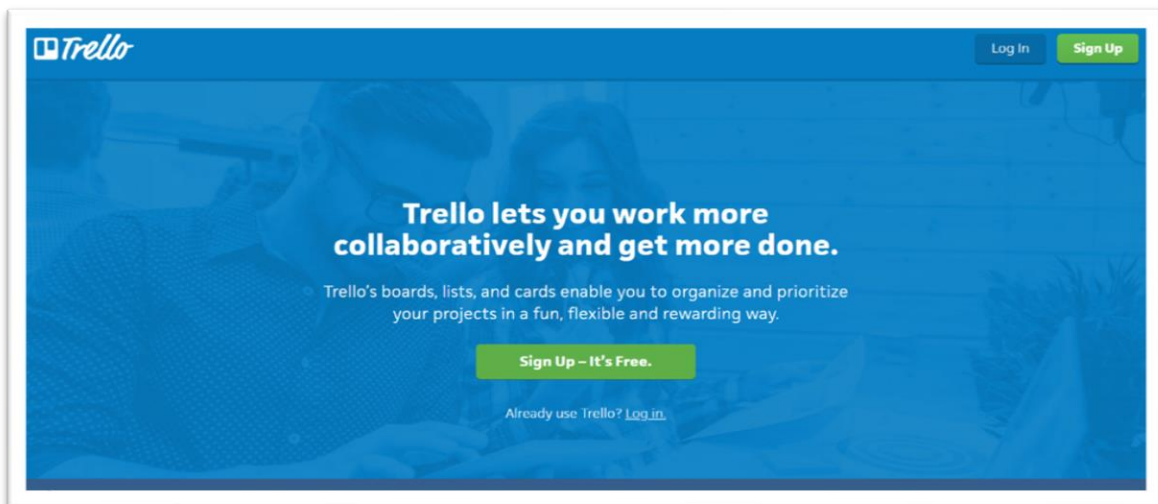 Trello
Log In
Sign Up
Trello lets you work more
collaboratively and get more done.
Trello's boards, lists, and cards enable you to organize and prioritize
your projects in a fun, flexible and rewarding way.
Sign Up – It's Free.
Already use Trello? Log in.